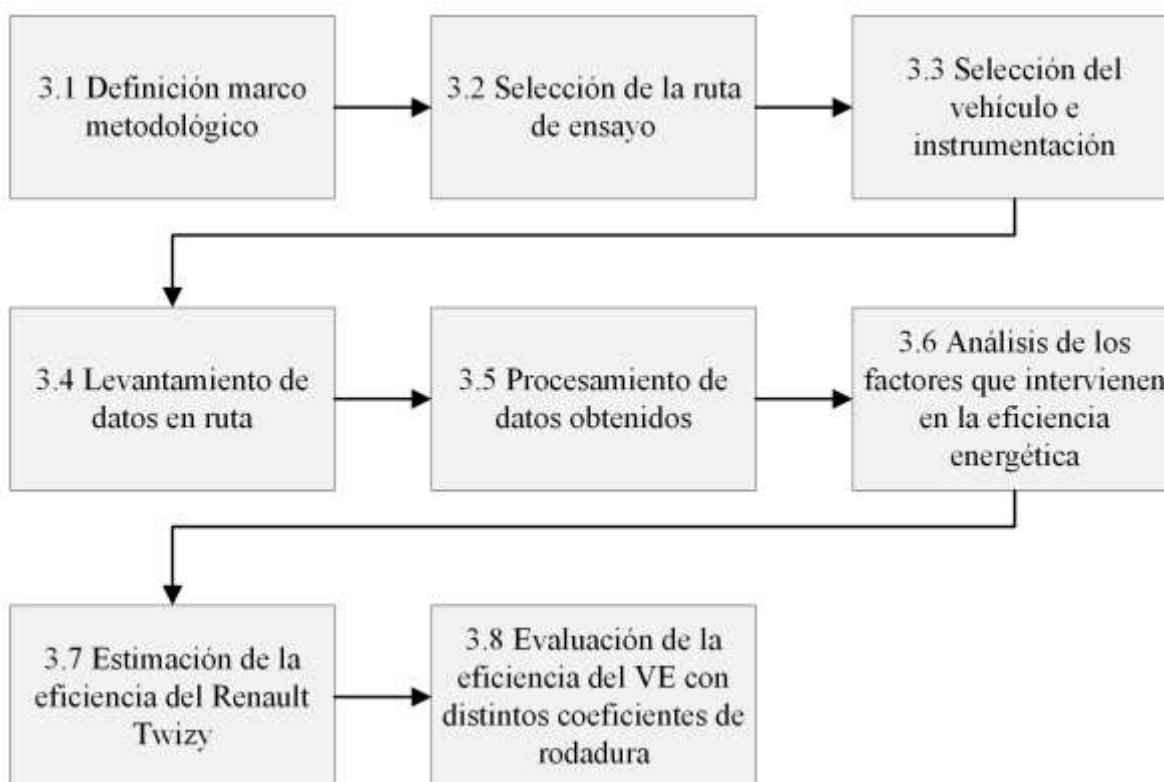 3.1 Definición marco
metodológico
3.2 Selección de la ruta
de ensayo
3.3 Selección del
vehículo e
instrumentación
3.4 Levantamiento de
datos en ruta
3.5 Procesamiento de
datos obtenidos
3.6 Análisis de los
factores que intervienen
en la eficiencia
energética
3.7 Estimación de la
eficiencia del Renault
Twizy
3.8 Evaluación de la
eficiencia del VE con
distintos coeficientes de
rodadura